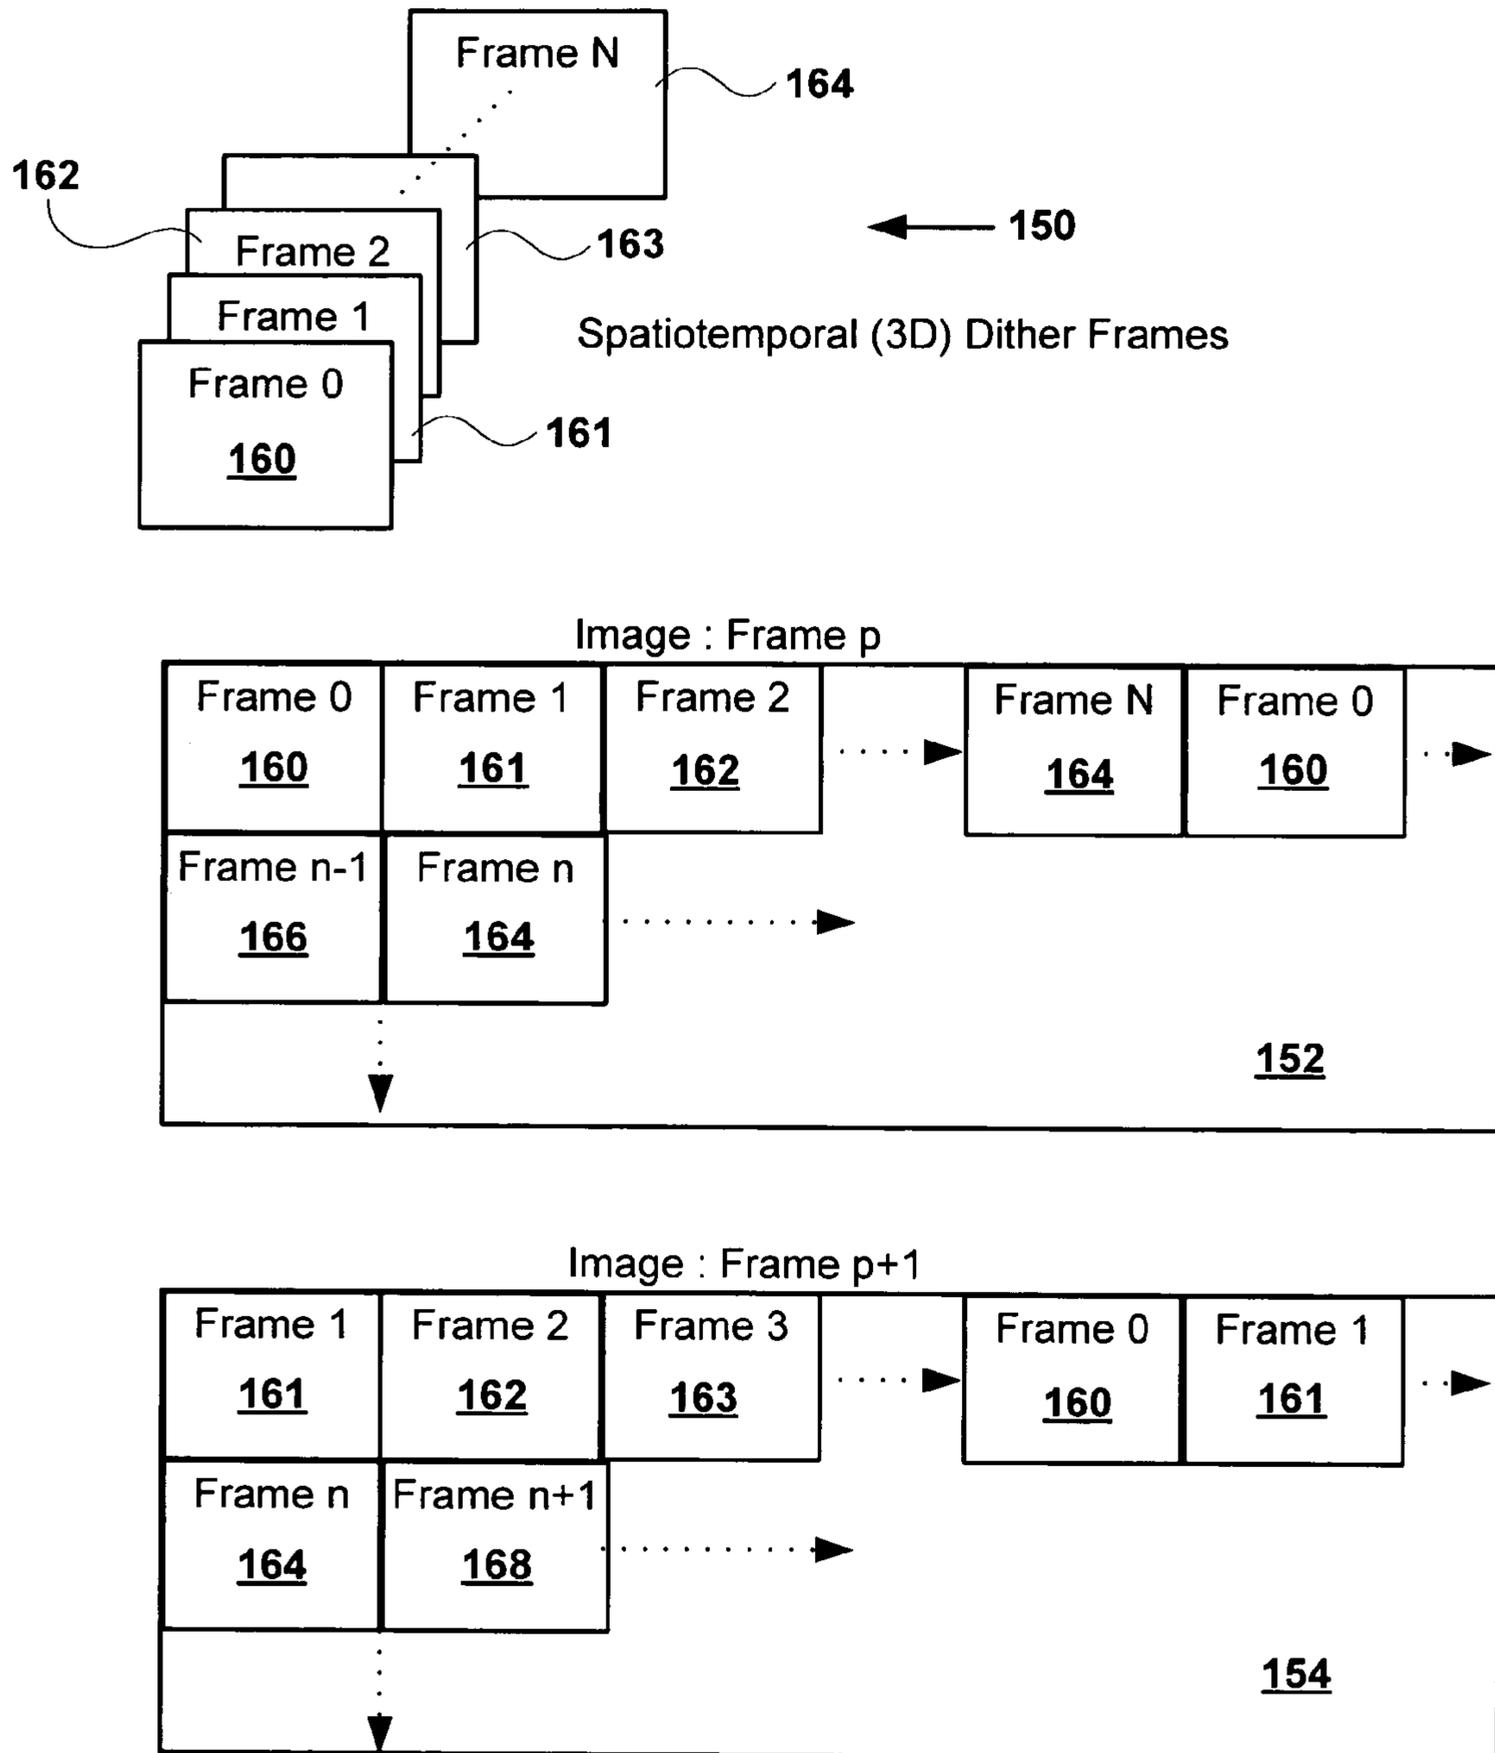 Frame N
164
162
Frame 2
163
150
Frame 1
Spatiotemporal (3D) Dither Frames
Frame 0
160
161
Image : Frame p
Frame 0 Frame 1 Frame 2 Frame N Frame 0
160 161 162 164 160
Frame n-1 Frame n
166 164
152
Image : Frame p+1
Frame 1 Frame 2 Frame 3 Frame 0 Frame 1
161 162 163 160 161
Frame n Frame n+1
164 168
154